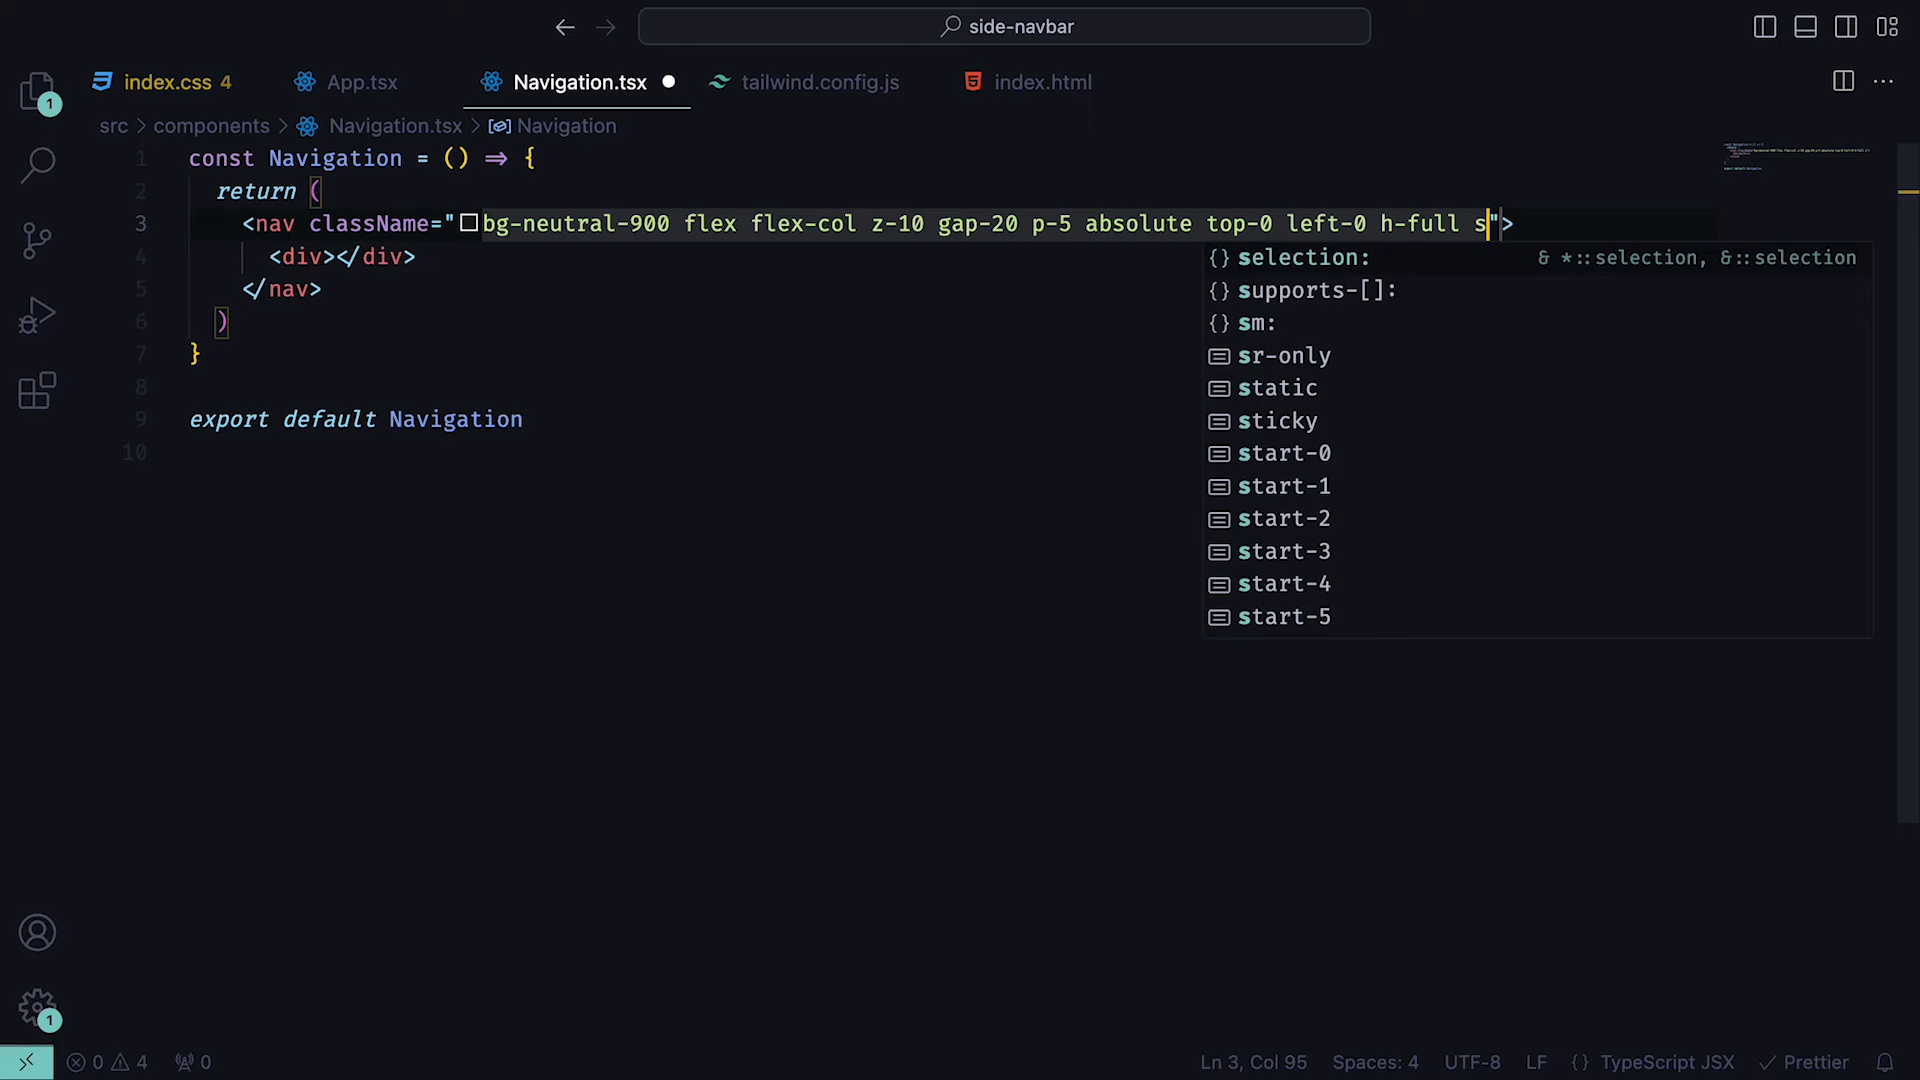 side-navbar
index.css 4 App.tsx Navigation.tsx tailwind.config.js index.html
1
src > components > Navigation.tsx > Navigation
1 const Navigation = () => {
2 return (
3 <nav className="bg-neutral-900 flex flex-col z-10 gap-20 p-5 absolute top-0 left-0 h-full s">
4 <div></div>
5 </nav>
6 )
7 }
8
9 export default Navigation
10
{} selection: & *::selection, &::selection
{} supports-[]:
{} sm:
sr-only
static
sticky
start-0
start-1
start-2
start-3
start-4
start-5
1
0 4 0 Ln 3, Col 95 Spaces: 4 UTF-8 LF {} TypeScript JSX Prettier